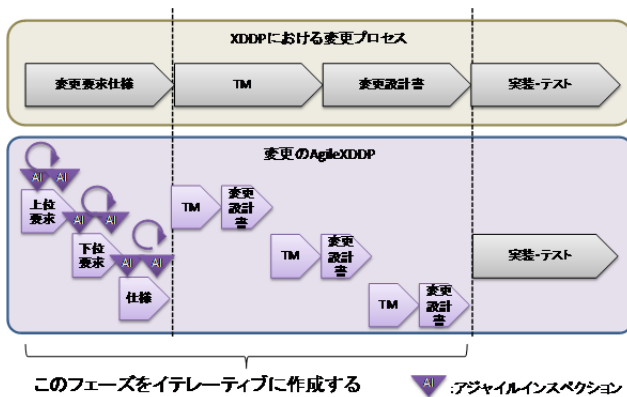 XDDPにおける変更プロセス
変更要求仕様
TM
変更設計書
実装-テスト
変更のAgileXDDP
AI
AI
上位
要求
AI
AI
下位
要求
AI
AI
仕様
TM
変更
設計
書
TM
変更
設計
書
TM
変更
設計
書
実装-テスト
このフェーズをイテレーティブに作成する
AI
:アジャイルインスペクション